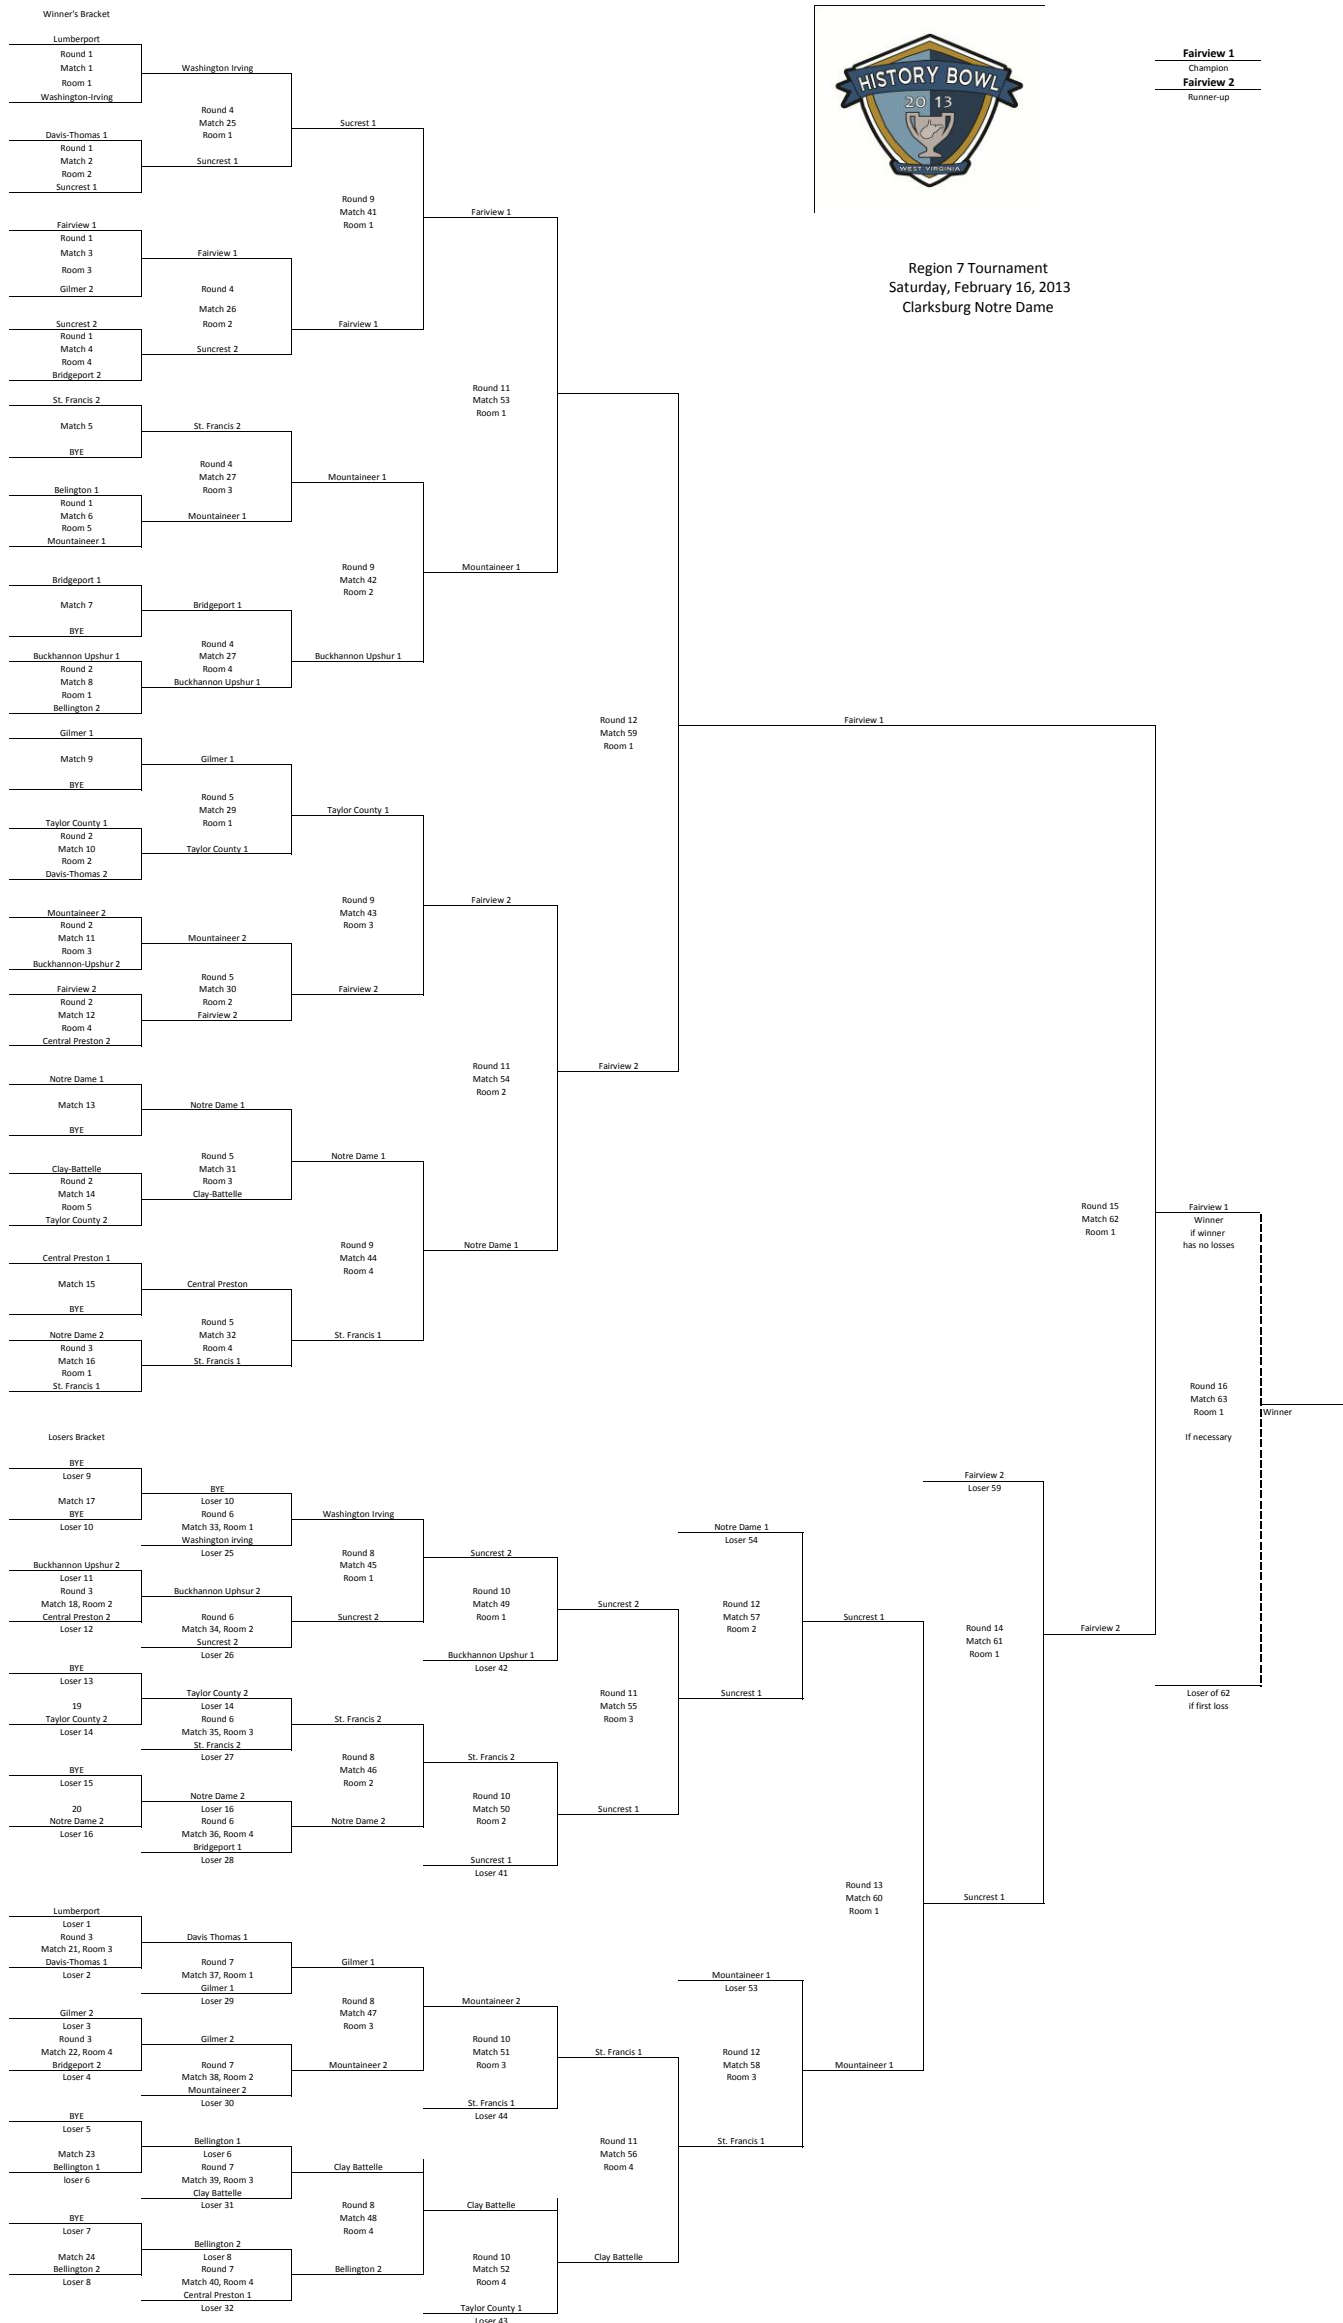 Winner's Bracket
Lumberport
Round 1
Match 1
Room 1
Washington-Irving
Washington Irving
Davis-Thomas 1
Round 1
Match 2
Room 2
Suncrest 1
Suncrest 1
Round 4
Match 25
Room 1
Sucrest 1
Fairview 1
Round 1
Match 3
Room 3
Gilmer 2
Fairview 1
Suncrest 2
Round 1
Match 4
Room 4
Bridgeport 2
Suncrest 2
Round 4
Match 26
Room 2
Fairview 1
Round 9
Match 41
Room 1
Fariview 1
St. Francis 2
Match 5
BYE
St. Francis 2
Belington 1
Round 1
Match 6
Room 5
Mountaineer 1
Mountaineer 1
Round 4
Match 27
Room 3
Mountaineer 1
Bridgeport 1
Match 7
BYE
Bridgeport 1
Buckhannon Upshur 1
Round 2
Match 8
Room 1
Bellington 2
Buckhannon Upshur 1
Round 4
Match 27
Room 4
Buckhannon Upshur 1
Round 9
Match 42
Room 2
Mountaineer 1
Round 11
Match 53
Room 1
Gilmer 1
Match 9
BYE
Gilmer 1
Taylor County 1
Round 2
Match 10
Room 2
Davis-Thomas 2
Taylor County 1
Round 5
Match 29
Room 1
Taylor County 1
Mountaineer 2
Round 2
Match 11
Room 3
Buckhannon-Upshur 2
Mountaineer 2
Fairview 2
Round 2
Match 12
Room 4
Central Preston 2
Fairview 2
Round 5
Match 30
Room 2
Fairview 2
Round 9
Match 43
Room 3
Fairview 2
Notre Dame 1
Match 13
BYE
Notre Dame 1
Clay-Battelle
Round 2
Match 14
Room 5
Taylor County 2
Clay-Battelle
Round 5
Match 31
Room 3
Notre Dame 1
Central Preston 1
Match 15
BYE
Central Preston
Notre Dame 2
Round 3
Match 16
Room 1
St. Francis 1
St. Francis 1
Round 5
Match 32
Room 4
St. Francis 1
Round 9
Match 44
Room 4
Notre Dame 1
Round 11
Match 54
Room 2
Fairview 2
Round 12
Match 59
Room 1
Fairview 1
HISTORY BOWL
20 13
WEST VIRGINIA
Region 7 Tournament
Saturday, February 16, 2013
Clarksburg Notre Dame
Fairview 1
Champion
Fairview 2
Runner-up
Round 15
Match 62
Room 1
Fairview 1
Winner
if winner
has no losses
Round 16
Match 63
Room 1
If necessary
Winner
Loser of 62
if first loss
Losers Bracket
BYE
Loser 9
Match 17
BYE
Loser 10
BYE
Loser 10
Round 6
Match 33, Room 1
Washington irving
Loser 25
Washington Irving
Buckhannon Upshur 2
Loser 11
Round 3
Match 18, Room 2
Central Preston 2
Loser 12
Buckhannon Uphsur 2
Round 6
Match 34, Room 2
Suncrest 2
Loser 26
Suncrest 2
Round 8
Match 45
Room 1
Suncrest 2
Round 10
Match 49
Room 1
Buckhannon Upshur 1
Loser 42
Suncrest 2
BYE
Loser 13
19
Taylor County 2
Loser 14
Taylor County 2
Loser 14
Round 6
Match 35, Room 3
St. Francis 2
Loser 27
St. Francis 2
BYE
Loser 15
20
Notre Dame 2
Loser 16
Notre Dame 2
Loser 16
Round 6
Match 36, Room 4
Bridgeport 1
Loser 28
Notre Dame 2
Round 8
Match 46
Room 2
St. Francis 2
Round 10
Match 50
Room 2
Suncrest 1
Loser 41
Suncrest 1
Round 11
Match 55
Room 3
Suncrest 1
Notre Dame 1
Loser 54
Round 12
Match 57
Room 2
Suncrest 1
Fairview 2
Loser 59
Round 14
Match 61
Room 1
Fairview 2
Lumberport
Loser 1
Round 3
Match 21, Room 3
Davis-Thomas 1
Loser 2
Davis Thomas 1
Round 7
Match 37, Room 1
Gilmer 1
Loser 29
Gilmer 1
Gilmer 2
Loser 3
Round 3
Match 22, Room 4
Bridgeport 2
Loser 4
Gilmer 2
Round 7
Match 38, Room 2
Mountaineer 2
Loser 30
Mountaineer 2
Round 8
Match 47
Room 3
Mountaineer 2
Round 10
Match 51
Room 3
St. Francis 1
Loser 44
St. Francis 1
BYE
Loser 5
Match 23
Bellington 1
loser 6
Bellington 1
Loser 6
Round 7
Match 39, Room 3
Clay Battelle
Loser 31
Clay Battelle
BYE
Loser 7
Match 24
Bellington 2
Loser 8
Bellington 2
Loser 8
Round 7
Match 40, Room 4
Central Preston 1
Loser 32
Bellington 2
Round 8
Match 48
Room 4
Clay Battelle
Round 10
Match 52
Room 4
Taylor County 1
Loser 43
Clay Battelle
Round 11
Match 56
Room 4
St. Francis 1
Mountaineer 1
Loser 53
Round 12
Match 58
Room 3
Mountaineer 1
Round 13
Match 60
Room 1
Suncrest 1